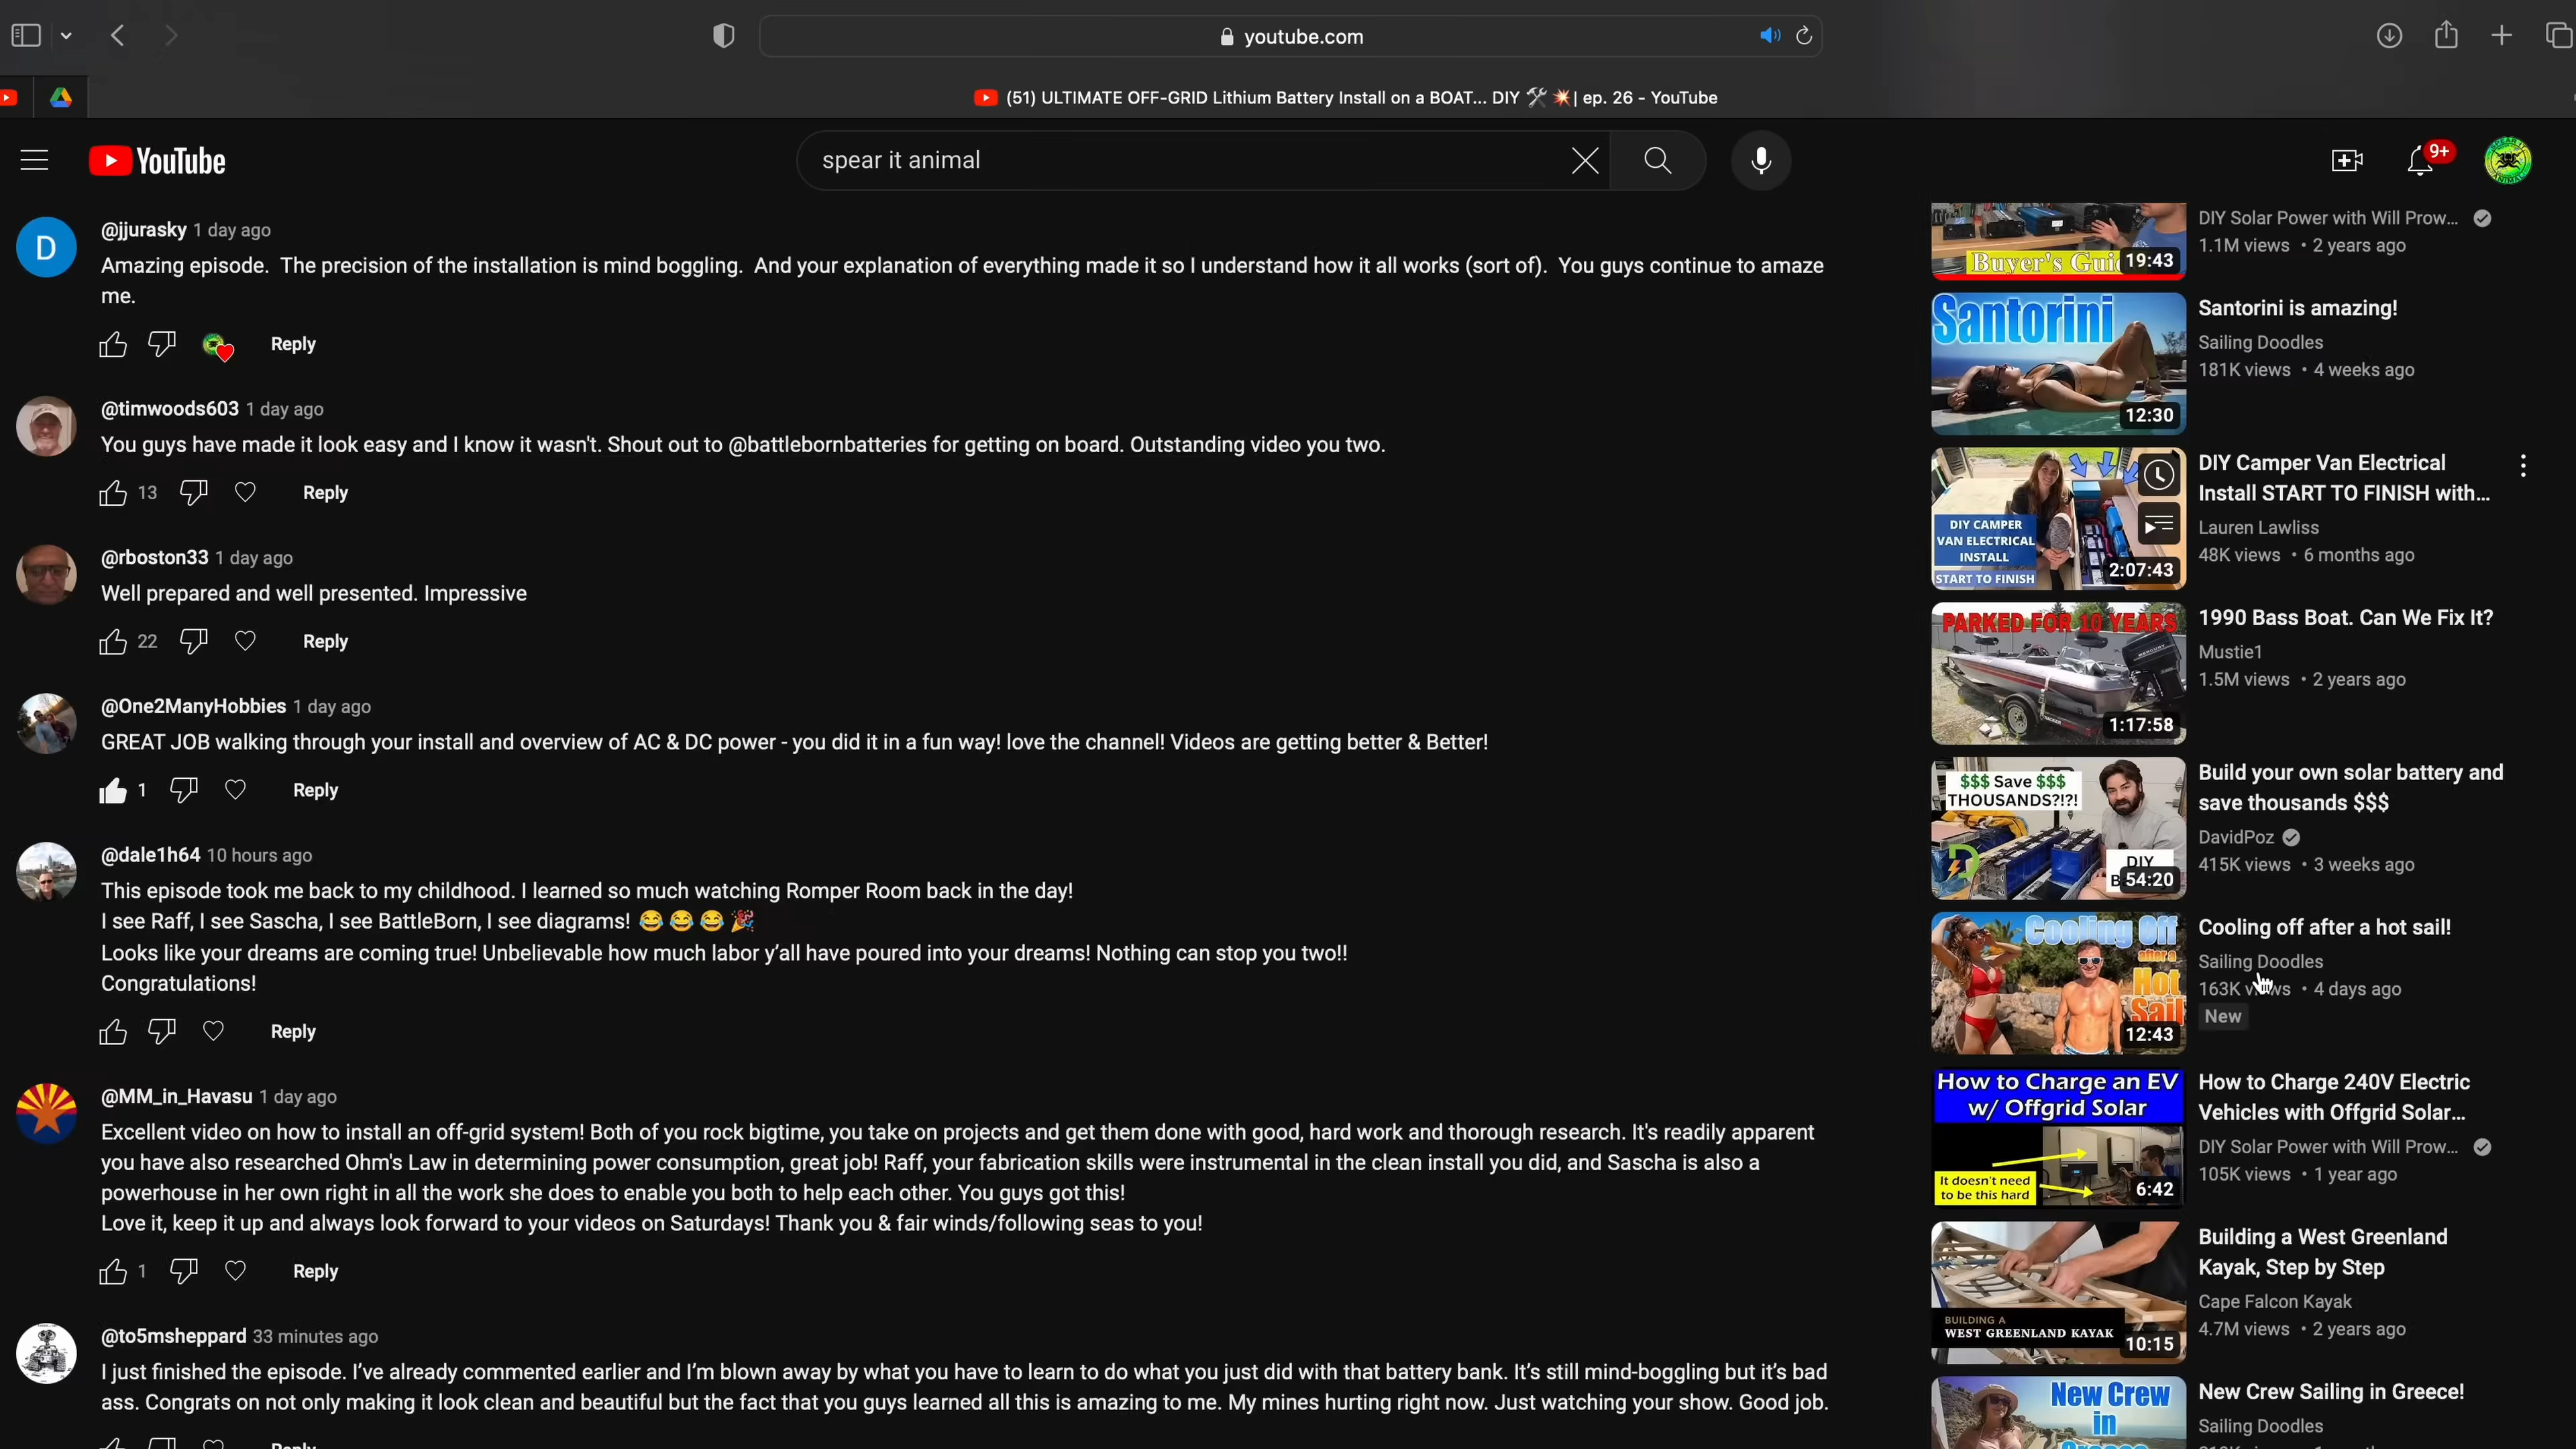 youtube.com
(51) ULTIMATE OFF-GRID Lithium Battery Install on a BOAT... DIY 🛠💥| ep. 26 - YouTube
YouTube
spear it animal
9+
D
@jjurasky 1 day ago
Amazing episode.  The precision of the installation is mind boggling.  And your explanation of everything made it so I understand how it all works (sort of).  You guys continue to amaze
me.
Reply
@timwoods603 1 day ago
You guys have made it look easy and I know it wasn't. Shout out to @battlebornbatteries for getting on board. Outstanding video you two.
13 Reply
@rboston33 1 day ago
Well prepared and well presented. Impressive
22 Reply
@One2ManyHobbies 1 day ago
GREAT JOB walking through your install and overview of AC & DC power - you did it in a fun way! love the channel! Videos are getting better & Better!
1 Reply
@dale1h64 10 hours ago
This episode took me back to my childhood. I learned so much watching Romper Room back in the day!
I see Raff, I see Sascha, I see BattleBorn, I see diagrams! 😂 😂 😂 🎉
Looks like your dreams are coming true! Unbelievable how much labor y'all have poured into your dreams! Nothing can stop you two!!
Congratulations!
Reply
@MM_in_Havasu 1 day ago
Excellent video on how to install an off-grid system! Both of you rock bigtime, you take on projects and get them done with good, hard work and thorough research. It's readily apparent
you have also researched Ohm's Law in determining power consumption, great job! Raff, your fabrication skills were instrumental in the clean install you did, and Sascha is also a
powerhouse in her own right in all the work she does to enable you both to help each other. You guys got this!
Love it, keep it up and always look forward to your videos on Saturdays! Thank you & fair winds/following seas to you!
1 Reply
@to5msheppard 33 minutes ago
I just finished the episode. I've already commented earlier and I'm blown away by what you have to learn to do what you just did with that battery bank. It's still mind-boggling but it's bad
ass. Congrats on not only making it look clean and beautiful but the fact that you guys learned all this is amazing to me. My mines hurting right now. Just watching your show. Good job.
Reply
Buyer's
19:43
DIY Solar Power with Will Prow...
1.1M views • 2 years ago
Santorini
12:30
Santorini is amazing!
Sailing Doodles
181K views • 4 weeks ago
DIY CAMPER
VAN ELECTRICAL
INSTALL
START TO FINISH
2:07:43
DIY Camper Van Electrical
Install START TO FINISH with...
Lauren Lawliss
48K views • 6 months ago
PARKED FOR 10 YEARS
1:17:58
1990 Bass Boat. Can We Fix It?
Mustie1
1.5M views • 2 years ago
$$$ Save $$$
THOUSANDS?!?!
DIY
54:20
Build your own solar battery and
save thousands $$$
DavidPoz
415K views • 3 weeks ago
Cooling Off
after a
Hot
Sail
12:43
Cooling off after a hot sail!
Sailing Doodles
163K views • 4 days ago
New
How to Charge an EV
w/ Offgrid Solar
It doesn't need
to be this hard
6:42
How to Charge 240V Electric
Vehicles with Offgrid Solar...
DIY Solar Power with Will Prow...
105K views • 1 year ago
BUILDING A
WEST GREENLAND KAYAK
10:15
Building a West Greenland
Kayak, Step by Step
Cape Falcon Kayak
4.7M views • 2 years ago
New Crew
in
New Crew Sailing in Greece!
Sailing Doodles